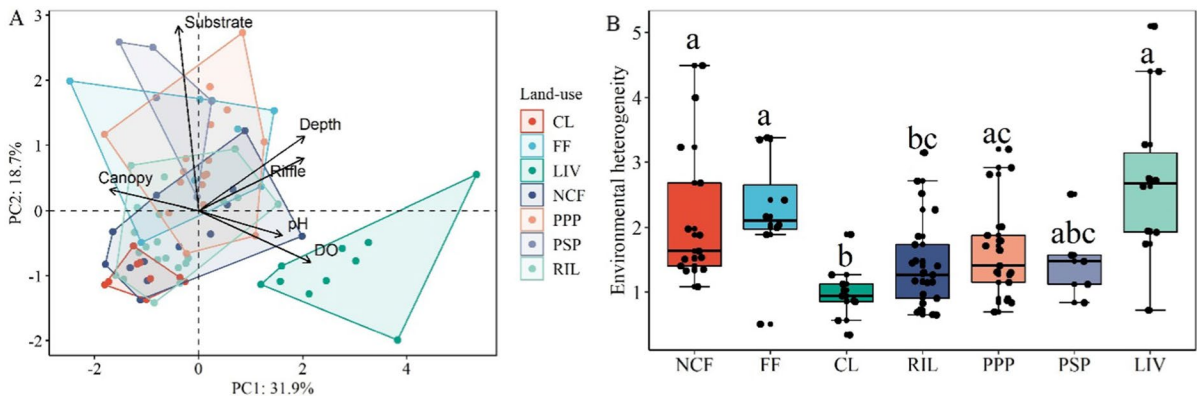 A
3
2
1
0
-1
-2
PC2: 18.7%
-2
0
2
4
PC1: 31.9%
Substrate
Depth
Riffle
Canopy
pH
DO
Land-use
CL
FF
LIV
NCF
PPP
PSP
RIL
B
5
4
3
2
1
Environmental heterogeneity
a
a
b
bc
ac
abc
a
NCF
FF
CL
RIL
PPP
PSP
LIV